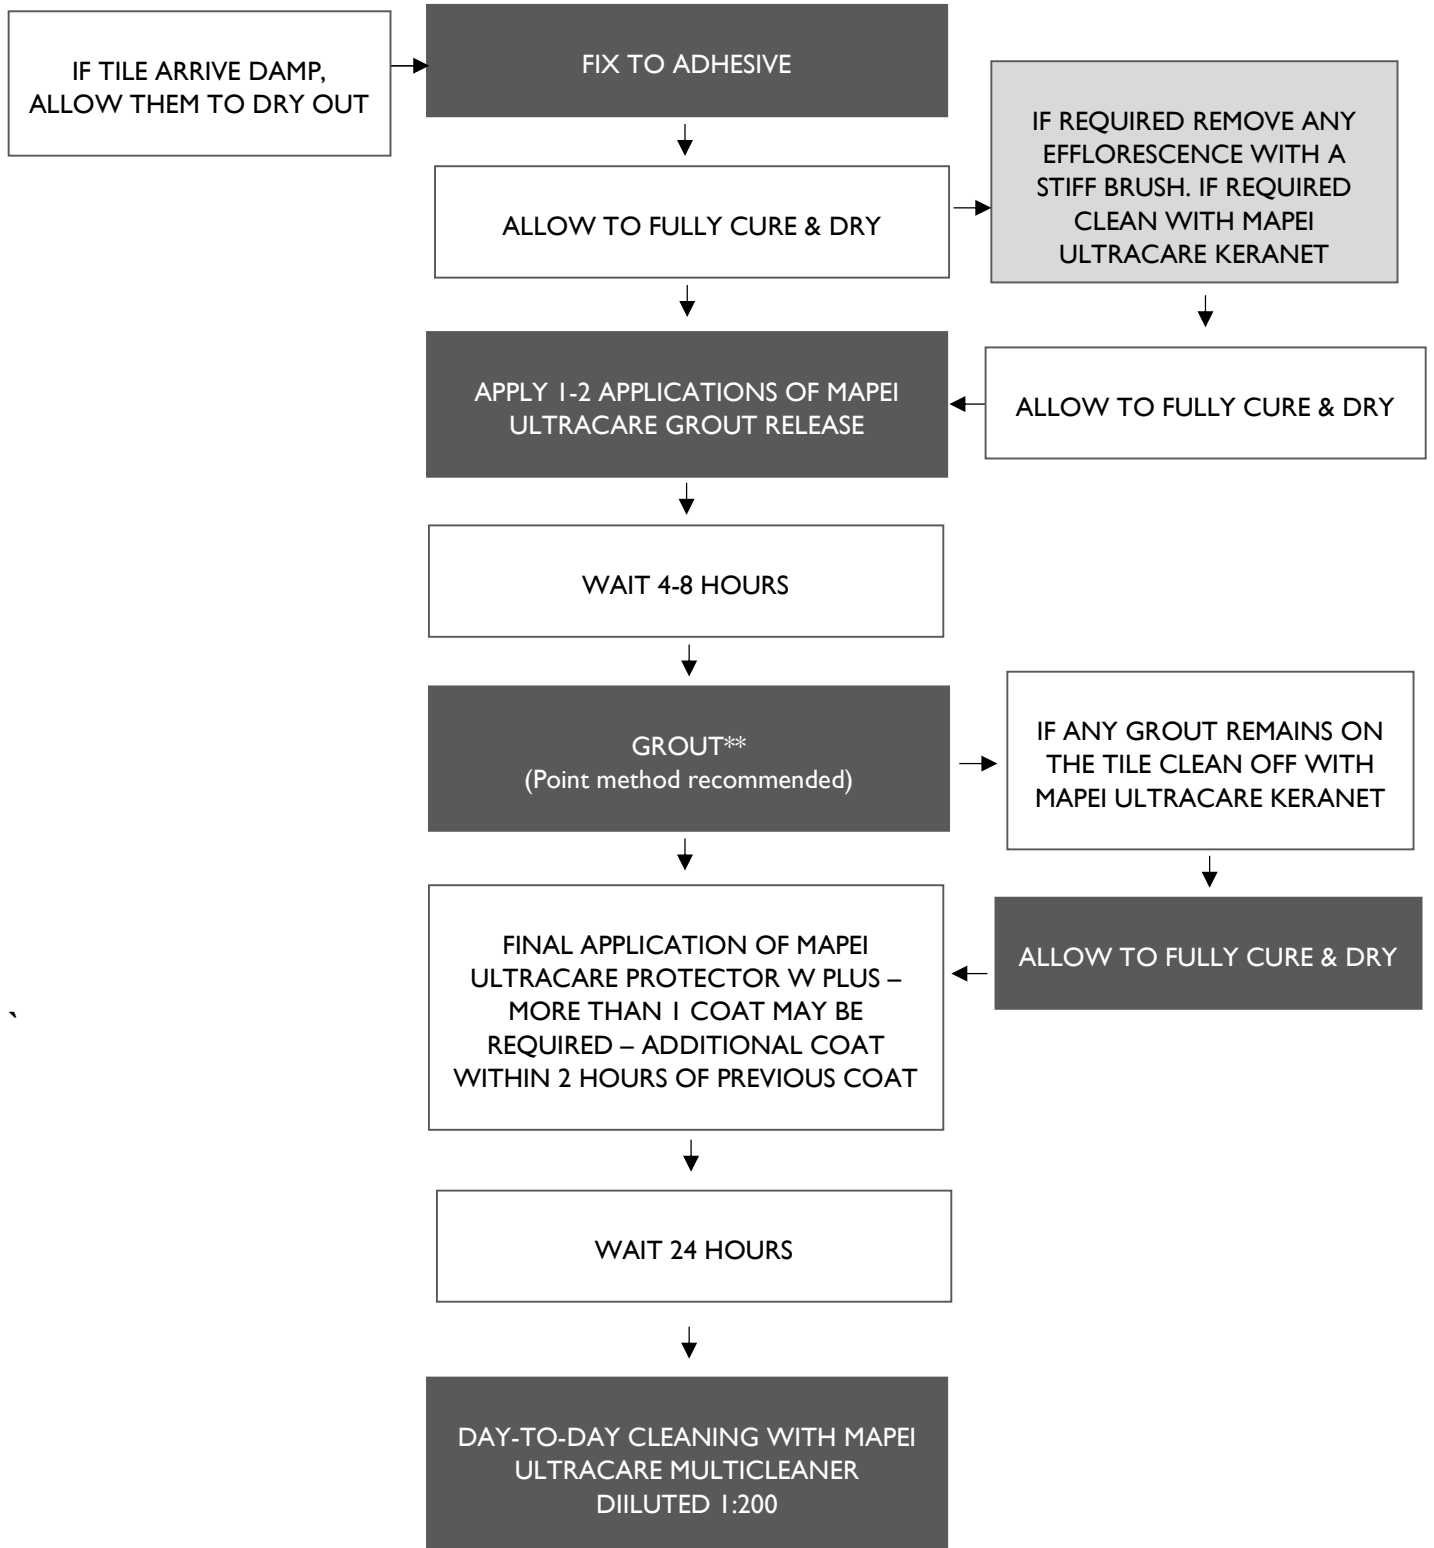 IF TILE ARRIVE DAMP,
ALLOW THEM TO DRY OUT
FIX TO ADHESIVE
ALLOW TO FULLY CURE & DRY
IF REQUIRED REMOVE ANY
EFFLORESCENCE WITH A
STIFF BRUSH. IF REQUIRED
CLEAN WITH MAPEI
ULTRACARE KERANET
ALLOW TO FULLY CURE & DRY
APPLY 1-2 APPLICATIONS OF MAPEI
ULTRACARE GROUT RELEASE
WAIT 4-8 HOURS
GROUT**
(Point method recommended)
IF ANY GROUT REMAINS ON
THE TILE CLEAN OFF WITH
MAPEI ULTRACARE KERANET
ALLOW TO FULLY CURE & DRY
FINAL APPLICATION OF MAPEI
ULTRACARE PROTECTOR W PLUS –
MORE THAN 1 COAT MAY BE
REQUIRED – ADDITIONAL COAT
WITHIN 2 HOURS OF PREVIOUS COAT
`
WAIT 24 HOURS
DAY-TO-DAY CLEANING WITH MAPEI
ULTRACARE MULTICLEANER
DIILUTED 1:200